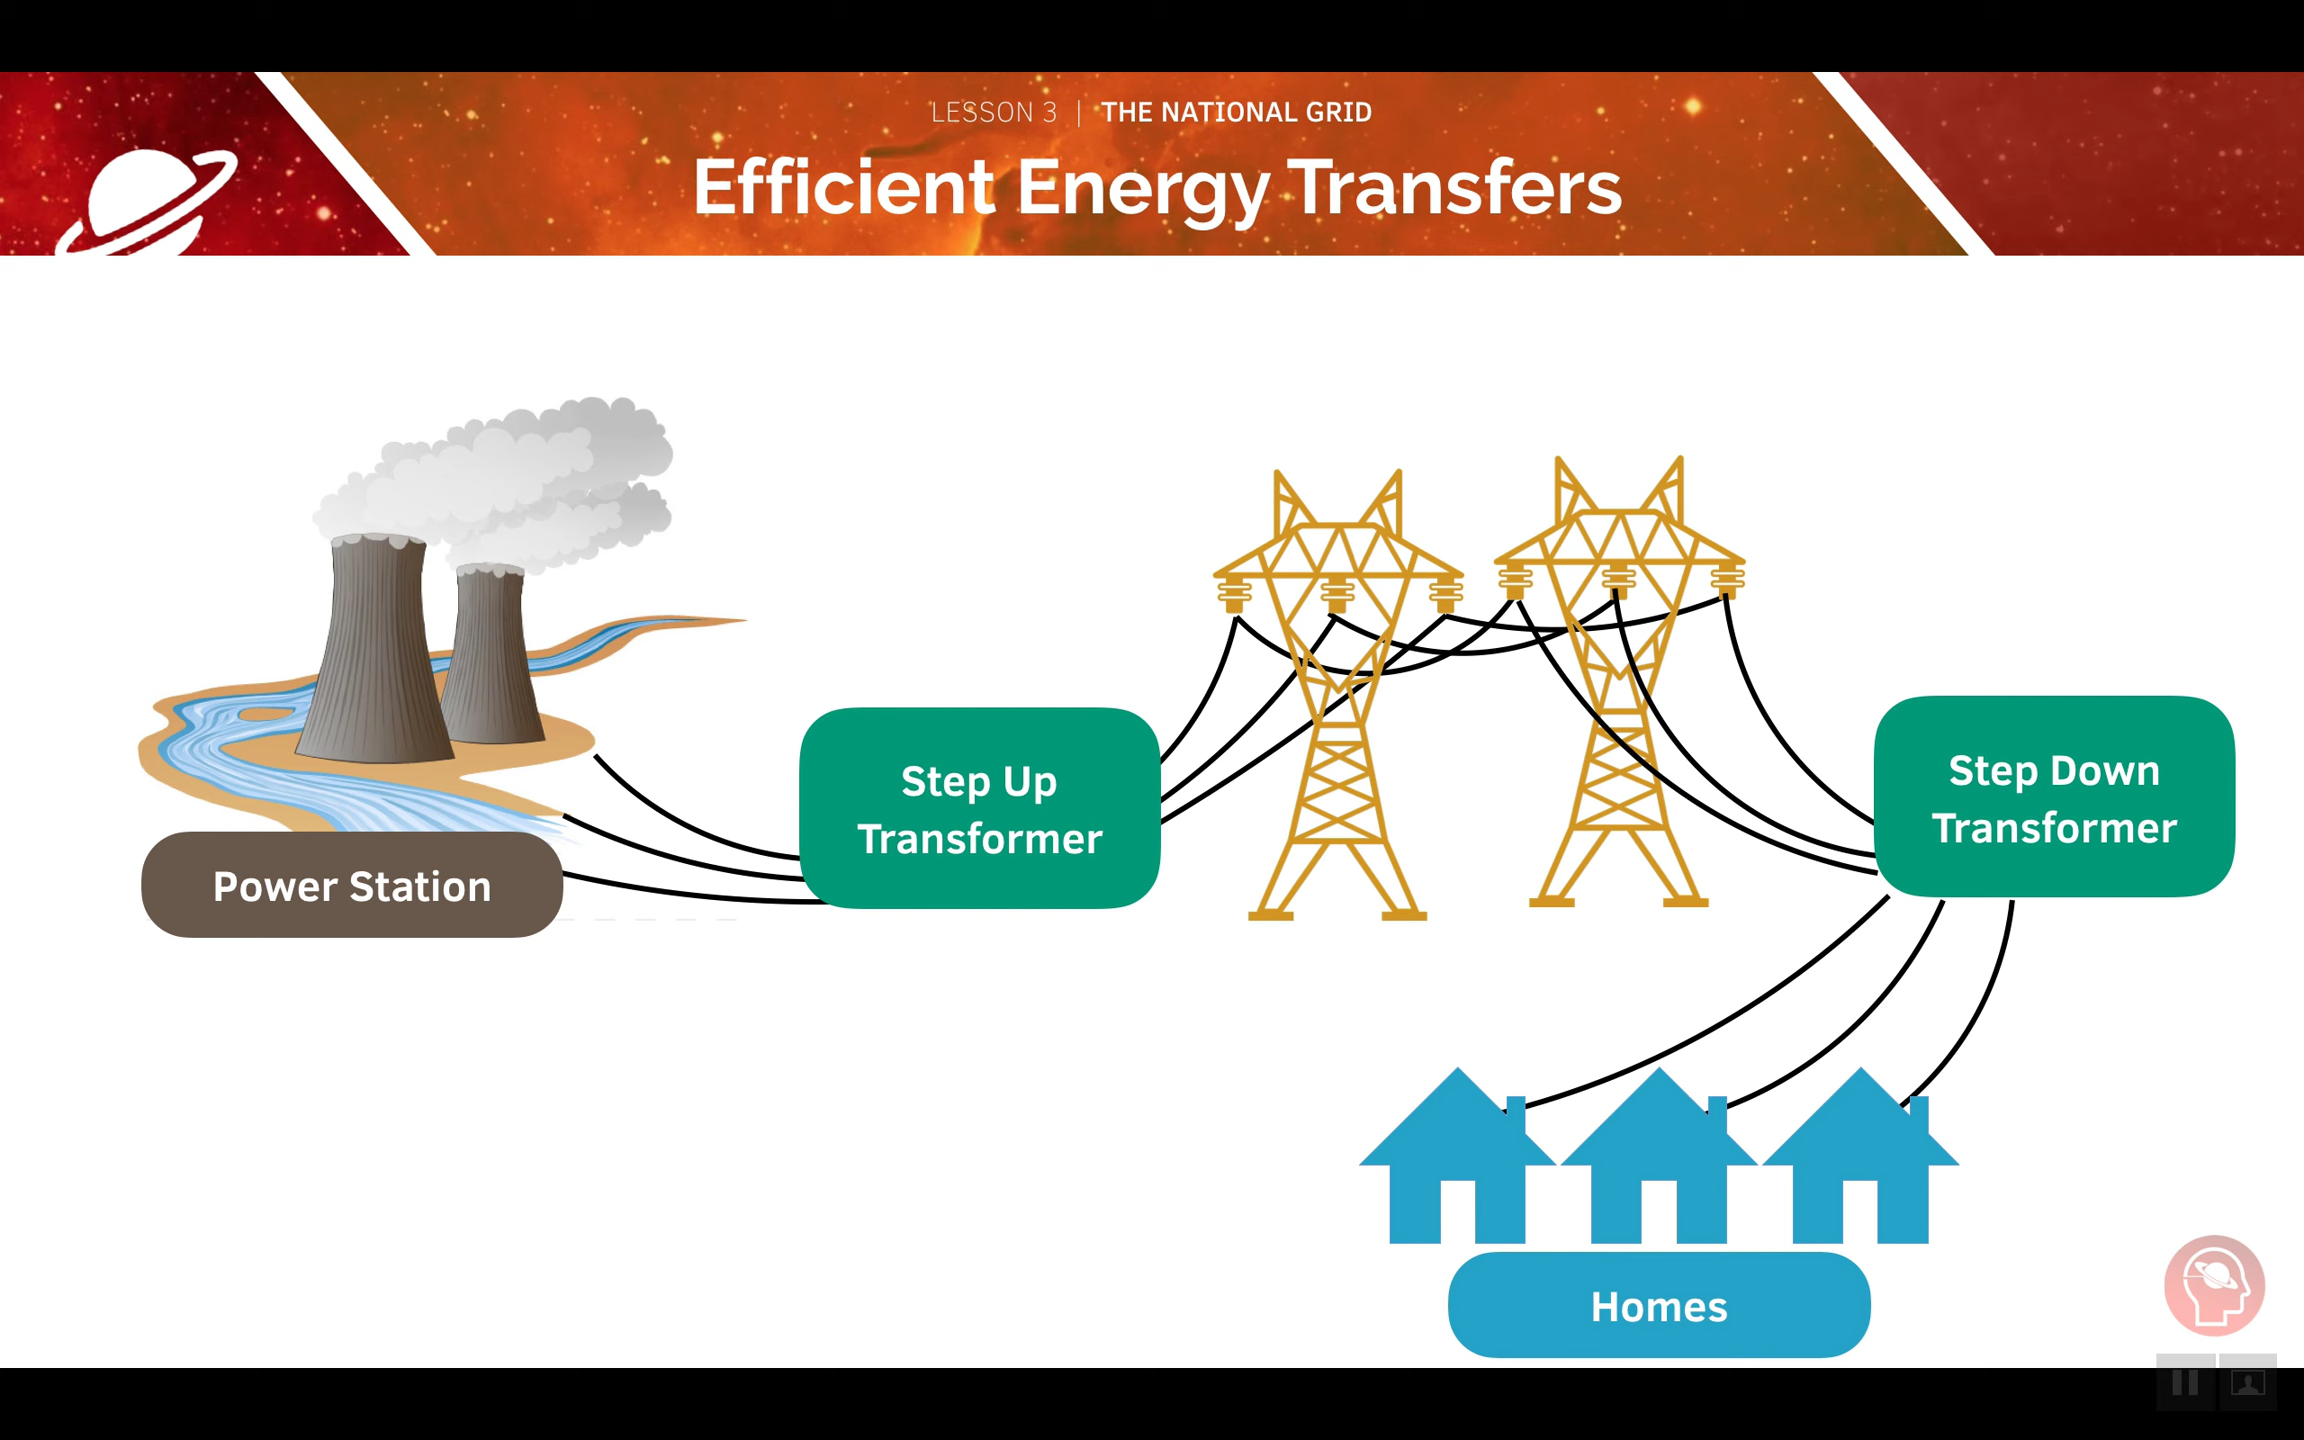 LESSON 3 | THE NATIONAL GRID
Efficient Energy Transfers
Power Station
Step Up
Transformer
Step Down
Transformer
Homes